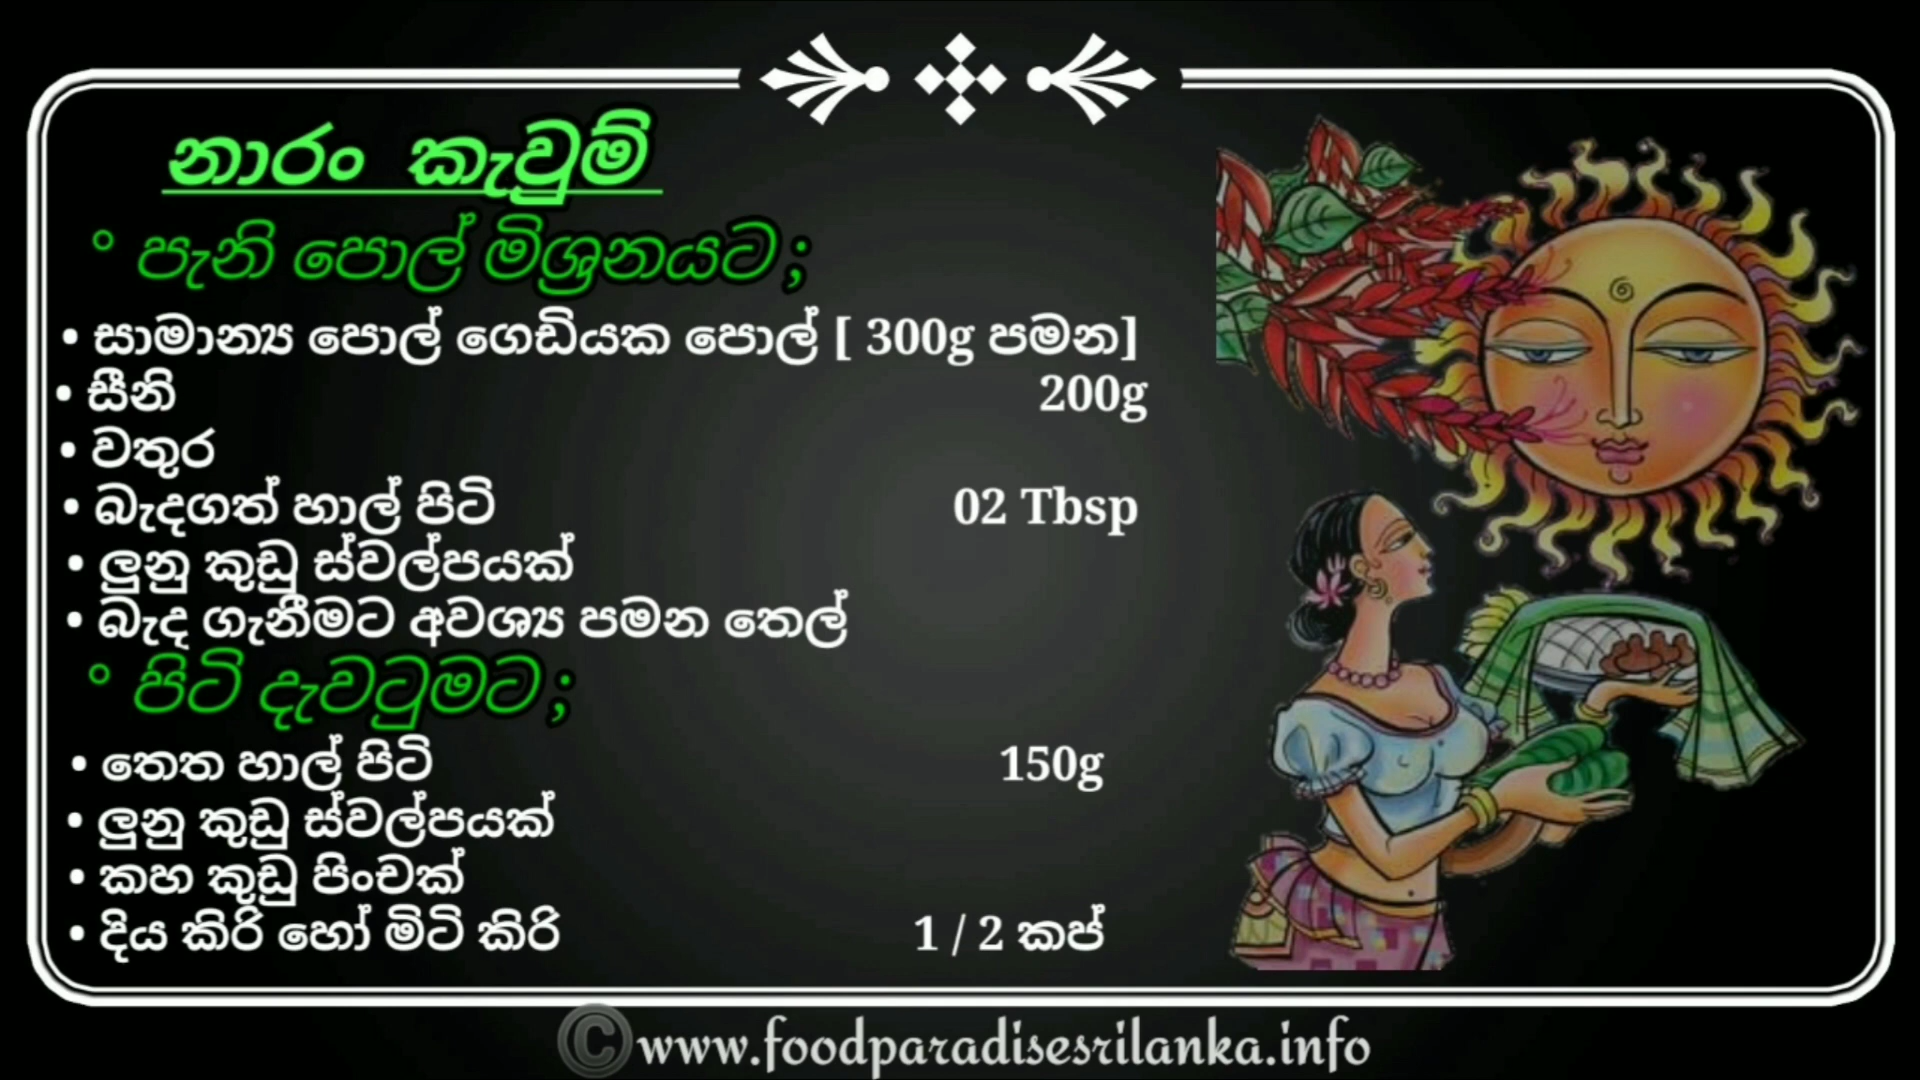 නාරං කැවුම්
° පැනි පොල් මිශ්‍රනයට ;
• සාමාන්‍ය පොල් ගෙඩියක පොල් [ 300g පමන]
• සීනි 200g
• වතුර
• බැදගත් හාල් පිටි 02 Tbsp
• ලුනු කුඩු ස්වල්පයක්
• බැද ගැනීමට අවශ්‍ය පමන තෙල්
° පිටි දැවටුමට ;
• තෙත හාල් පිටි 150g
• ලුනු කුඩු ස්වල්පයක්
• කහ කුඩු පිංචක්
• දිය කිරි හෝ මිටි කිරි 1 / 2 කප්
©www.foodparadisesrilanka.info